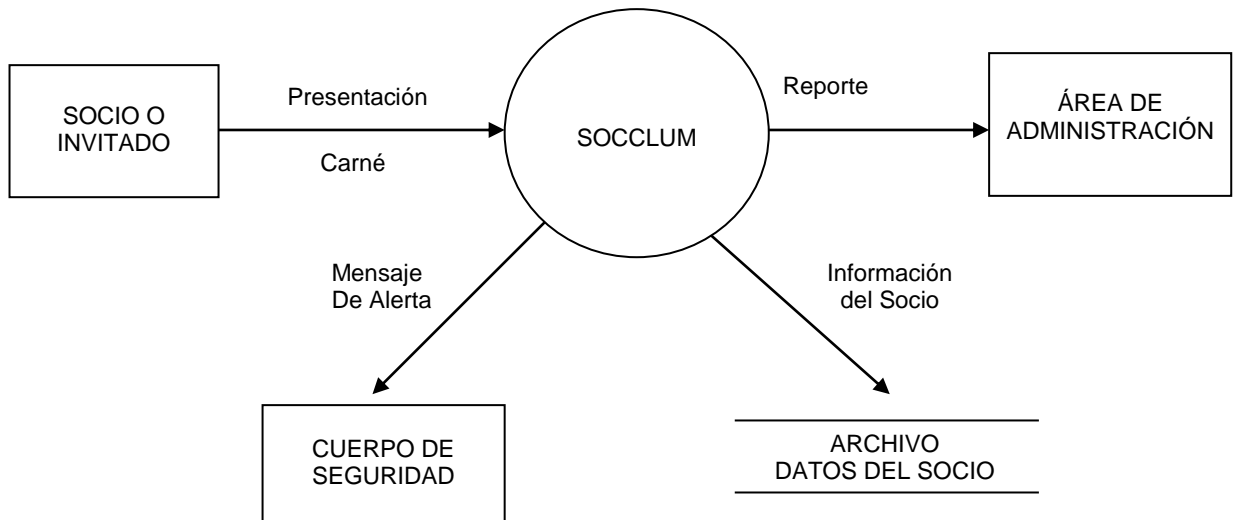 SOCIO O
INVITADO
Presentación
Carné
SOCCLUM
Reporte
ÁREA DE
ADMINISTRACIÓN
Mensaje
De Alerta
Información
del Socio
CUERPO DE
SEGURIDAD
ARCHIVO
DATOS DEL SOCIO